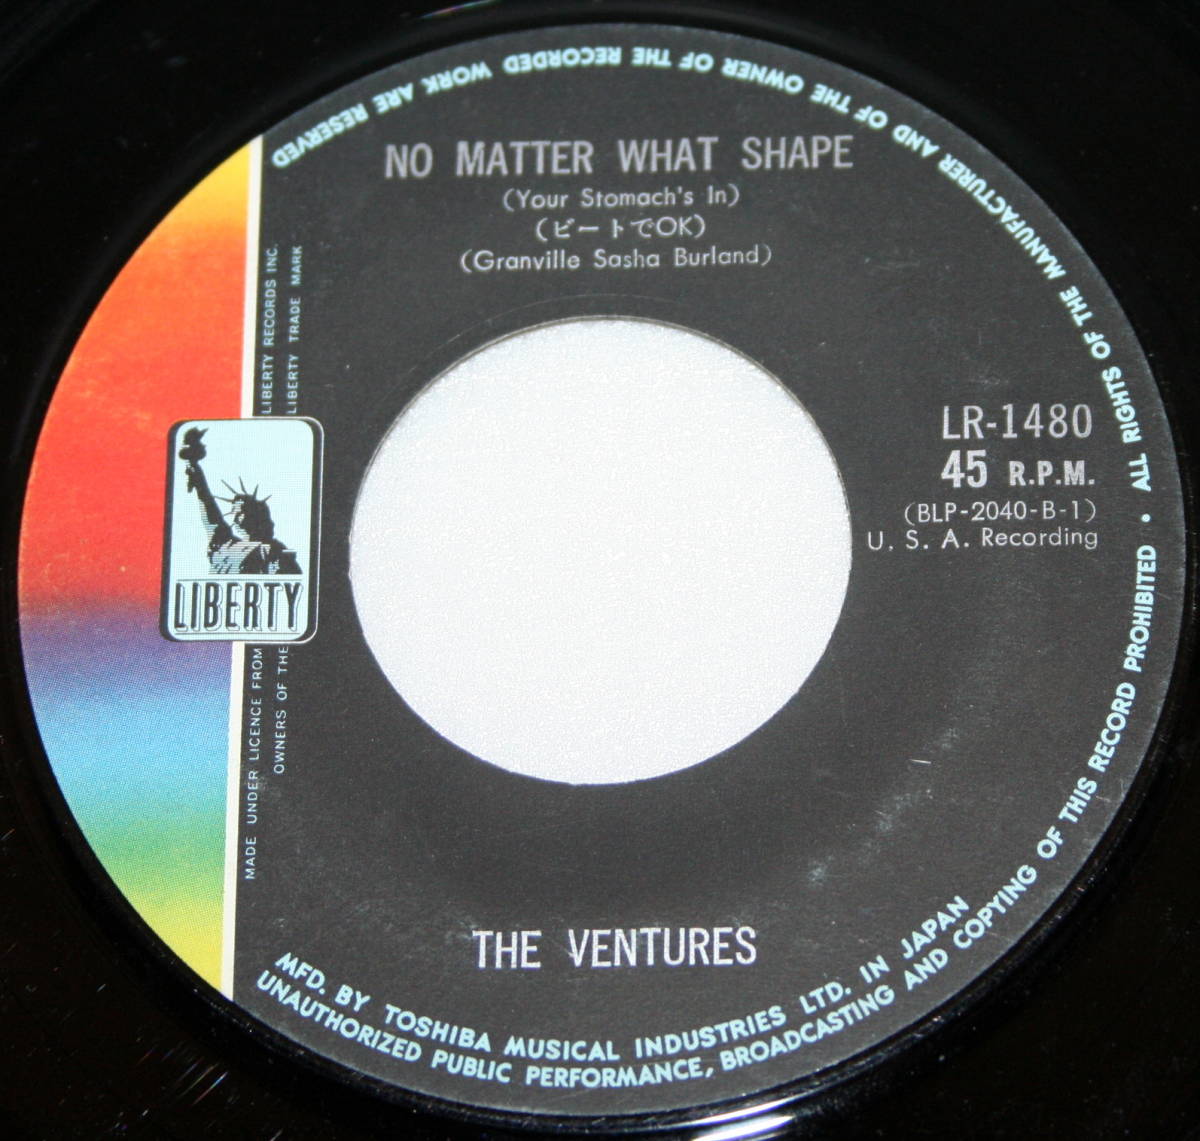 NO MATTER WHAT SHAPE
(Your Stomach's In)
(ビートでOK)
(Granville Sasha Burland)
LR-1480
45 R.P.M.
(BLP-2040-B-1)
U. S. A. Recording
LIBERTY
MADE UNDER LICENCE FROM LIBERTY RECORDS INC.
OWNERS OF THE LIBERTY TRADE MARK
THE VENTURES
MFD. BY TOSHIBA MUSICAL INDUSTRIES LTD. IN JAPAN
UNAUTHORIZED PUBLIC PERFORMANCE, BROADCASTING AND COPYING OF THIS RECORD PROHIBITED • ALL RIGHTS OF THE MANUFACTURER AND OF THE OWNER OF THE RECORDED WORK ARE RESERVED